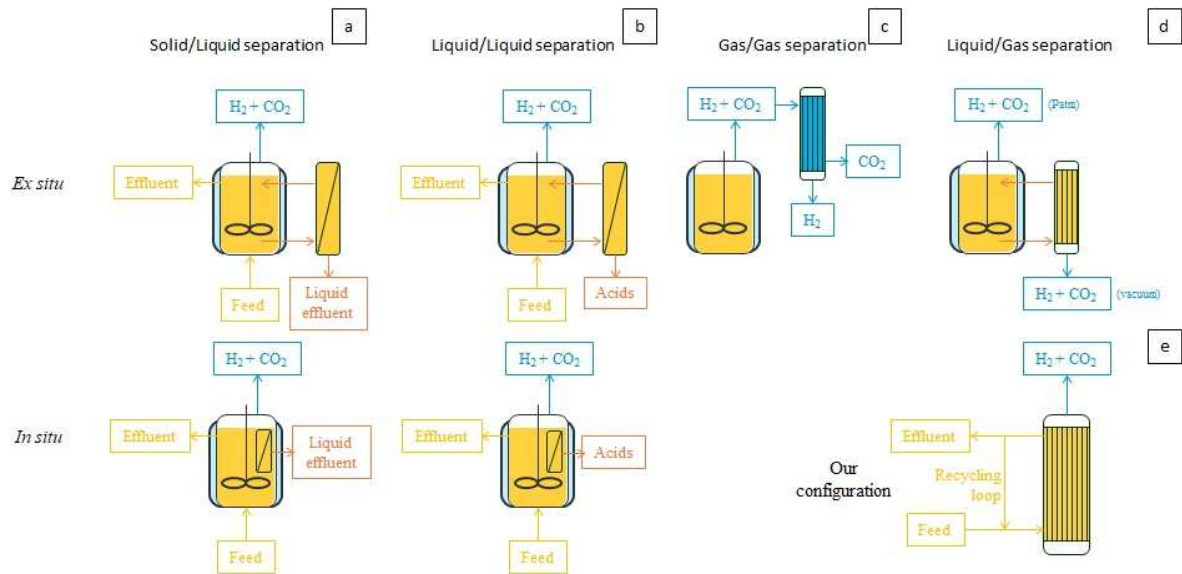 a
b
c
d
Solid/Liquid separation
Liquid/Liquid separation
Gas/Gas separation
Liquid/Gas separation
Ex situ
H₂ + CO₂
Effluent
Feed
Liquid
effluent
H₂ + CO₂
Effluent
Feed
Acids
H₂ + CO₂
CO₂
H₂
H₂ + CO₂
(Patm)
H₂ + CO₂
(vacuum)
e
In situ
H₂ + CO₂
Effluent
Liquid
effluent
Feed
H₂ + CO₂
Effluent
Acids
Feed
Our
configuration
H₂ + CO₂
Effluent
Recycling
loop
Feed